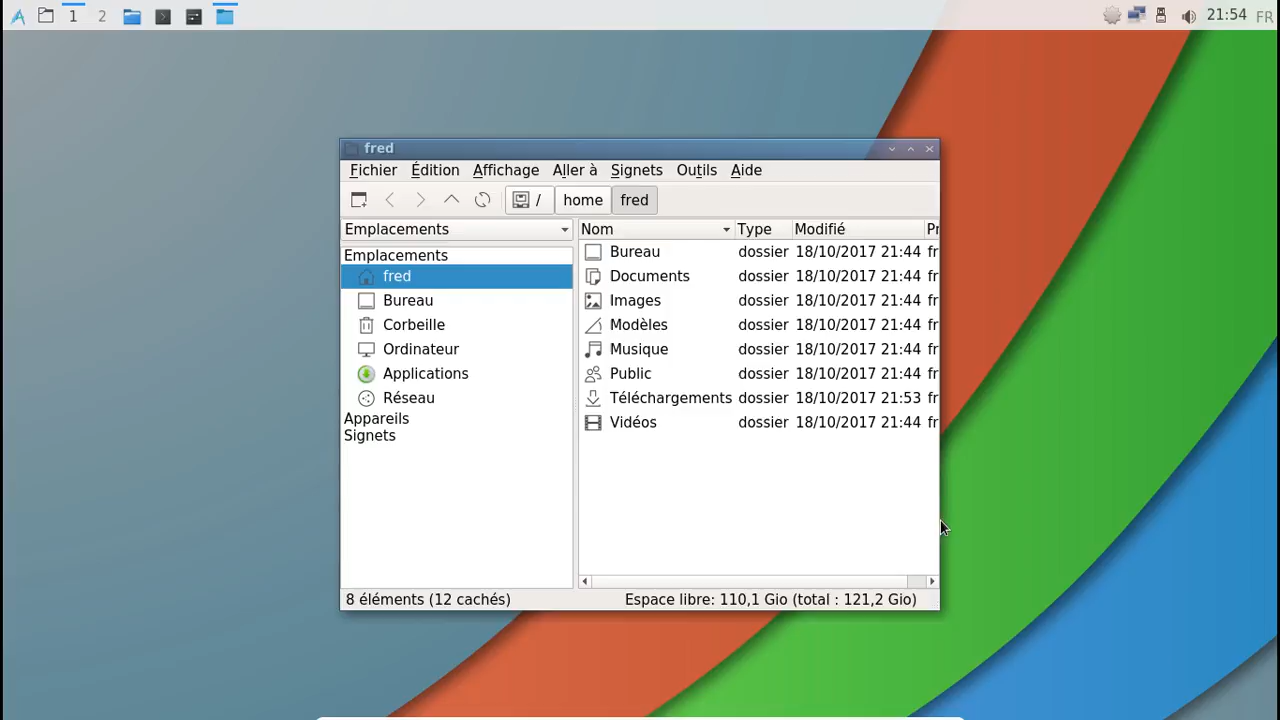 1 2 21:54 FR
fred
Fichier Édition Affichage Aller à Signets Outils Aide
/ home fred
Emplacements
Emplacements
fred
Bureau
Corbeille
Ordinateur
Applications
Réseau
Appareils
Signets
Nom Type Modifié Pr
Bureau dossier 18/10/2017 21:44 fr
Documents dossier 18/10/2017 21:44 fr
Images dossier 18/10/2017 21:44 fr
Modèles dossier 18/10/2017 21:44 fr
Musique dossier 18/10/2017 21:44 fr
Public dossier 18/10/2017 21:44 fr
Téléchargements dossier 18/10/2017 21:53 fr
Vidéos dossier 18/10/2017 21:44 fr
8 éléments (12 cachés) Espace libre: 110,1 Gio (total : 121,2 Gio)